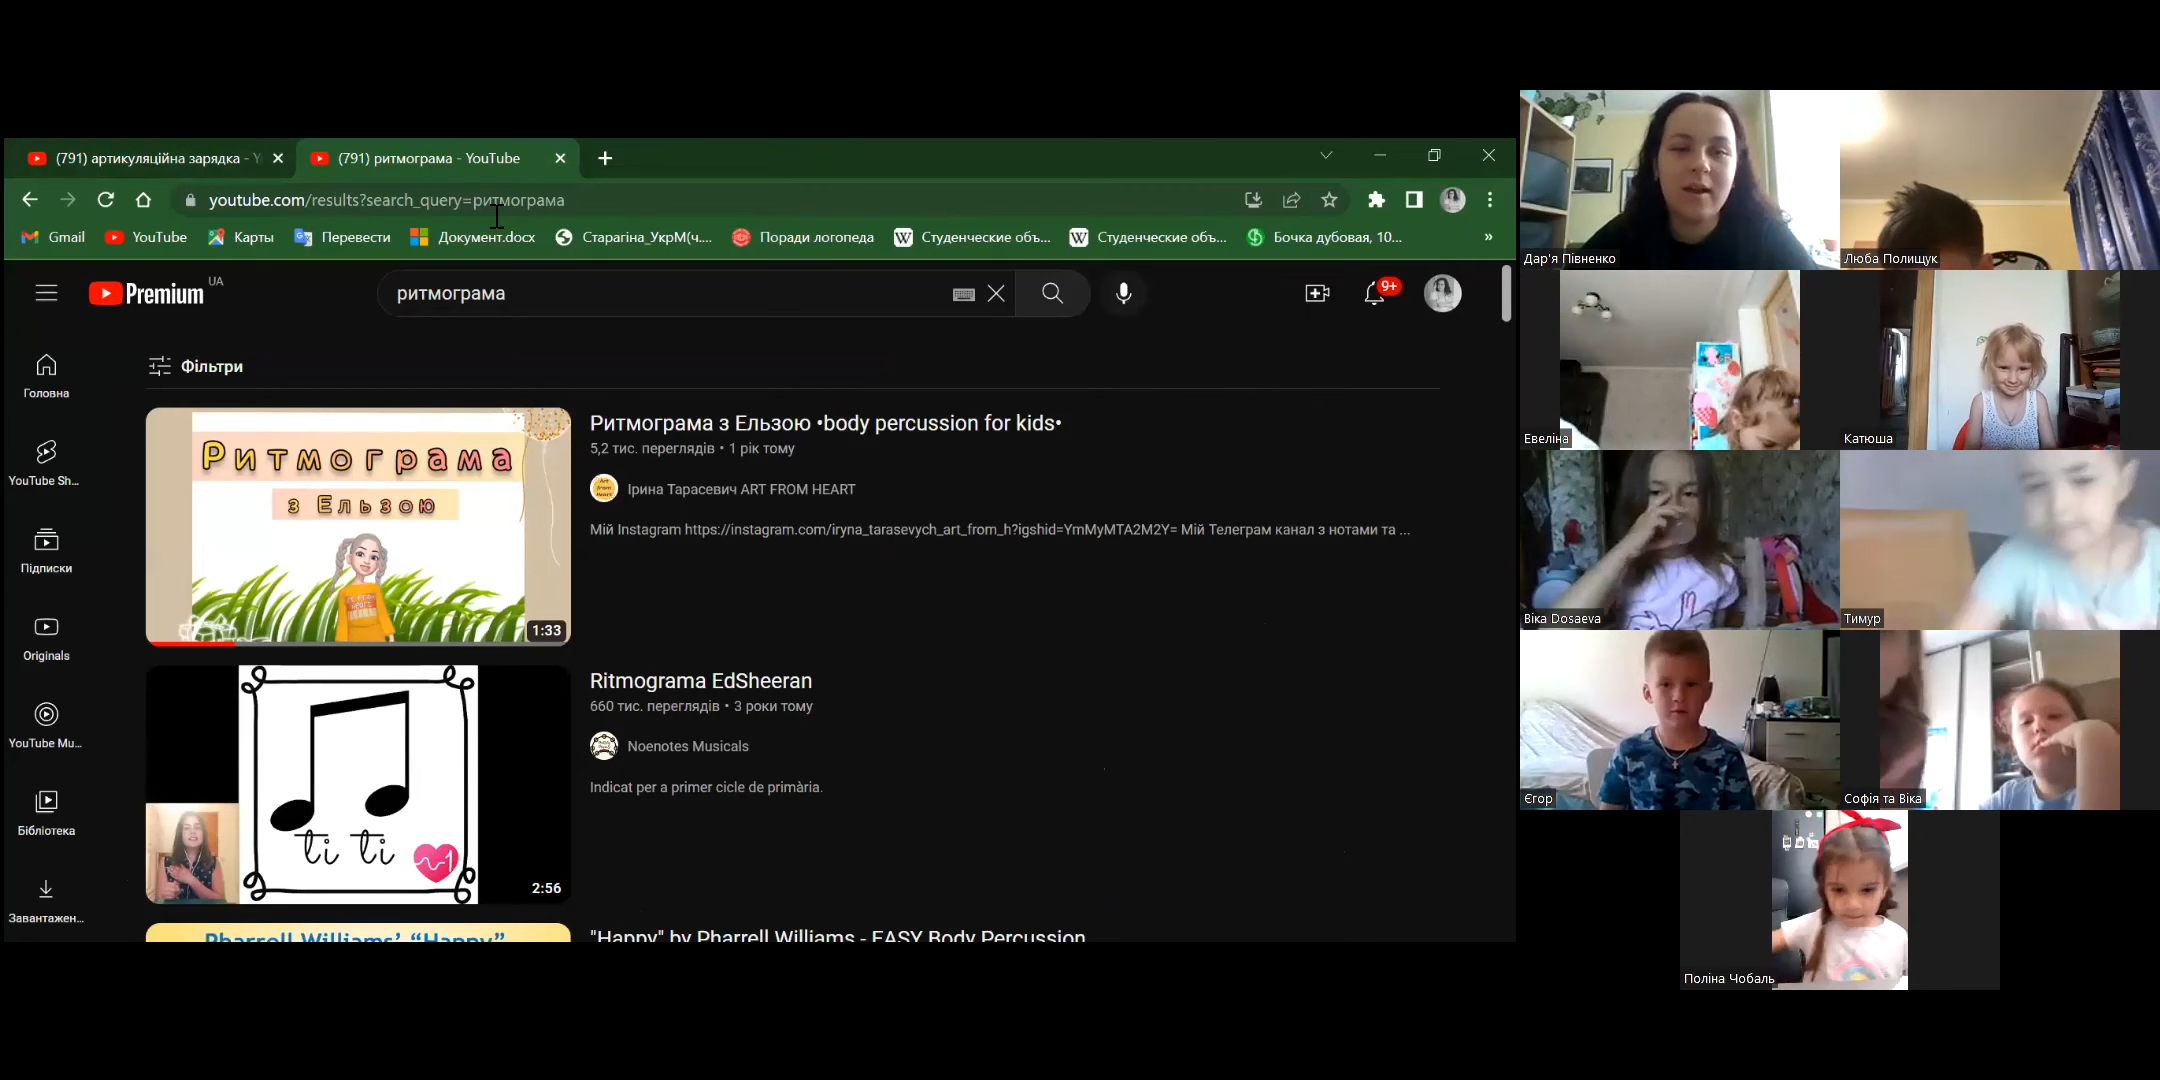 (791) артикуляційна зарядка - Y
(791) ритмограма - YouTube
youtube.com/results?search_query=ритмограма
Gmail
YouTube
Карты
Перевести
Документ.docx
Старагіна_УкрМ(ч....
Поради логопеда
Студенческие объ...
Студенческие объ...
Бочка дубовая, 10...
»
Premium UA
ритмограма
9+
Фільтри
Головна
YouTube Sh...
Підписки
Originals
YouTube Mu...
Бібліотека
Завантажен...
Ритмограма
з Ельзою
1:33
Ритмограма з Ельзою •body percussion for kids•
5,2 тис. переглядів • 1 рік тому
Ірина Тарасевич ART FROM HEART
Мій Instagram https://instagram.com/iryna_tarasevych_art_from_h?igshid=YmMyMTA2M2Y= Мій Телеграм канал з нотами та ...
ti ti
2:56
Ritmograma EdSheeran
660 тис. переглядів • 3 роки тому
Noenotes Musicals
Indicat per a primer cicle de primària.
Pharrell Williams' "Happy"
"Happy" by Pharrell Williams - EASY Body Percussion
Дар'я Півненко
Люба Полищук
Евеліна
Катюша
Віка Dosaeva
Тимур
Єгор
Софія та Віка
Поліна Чобаль